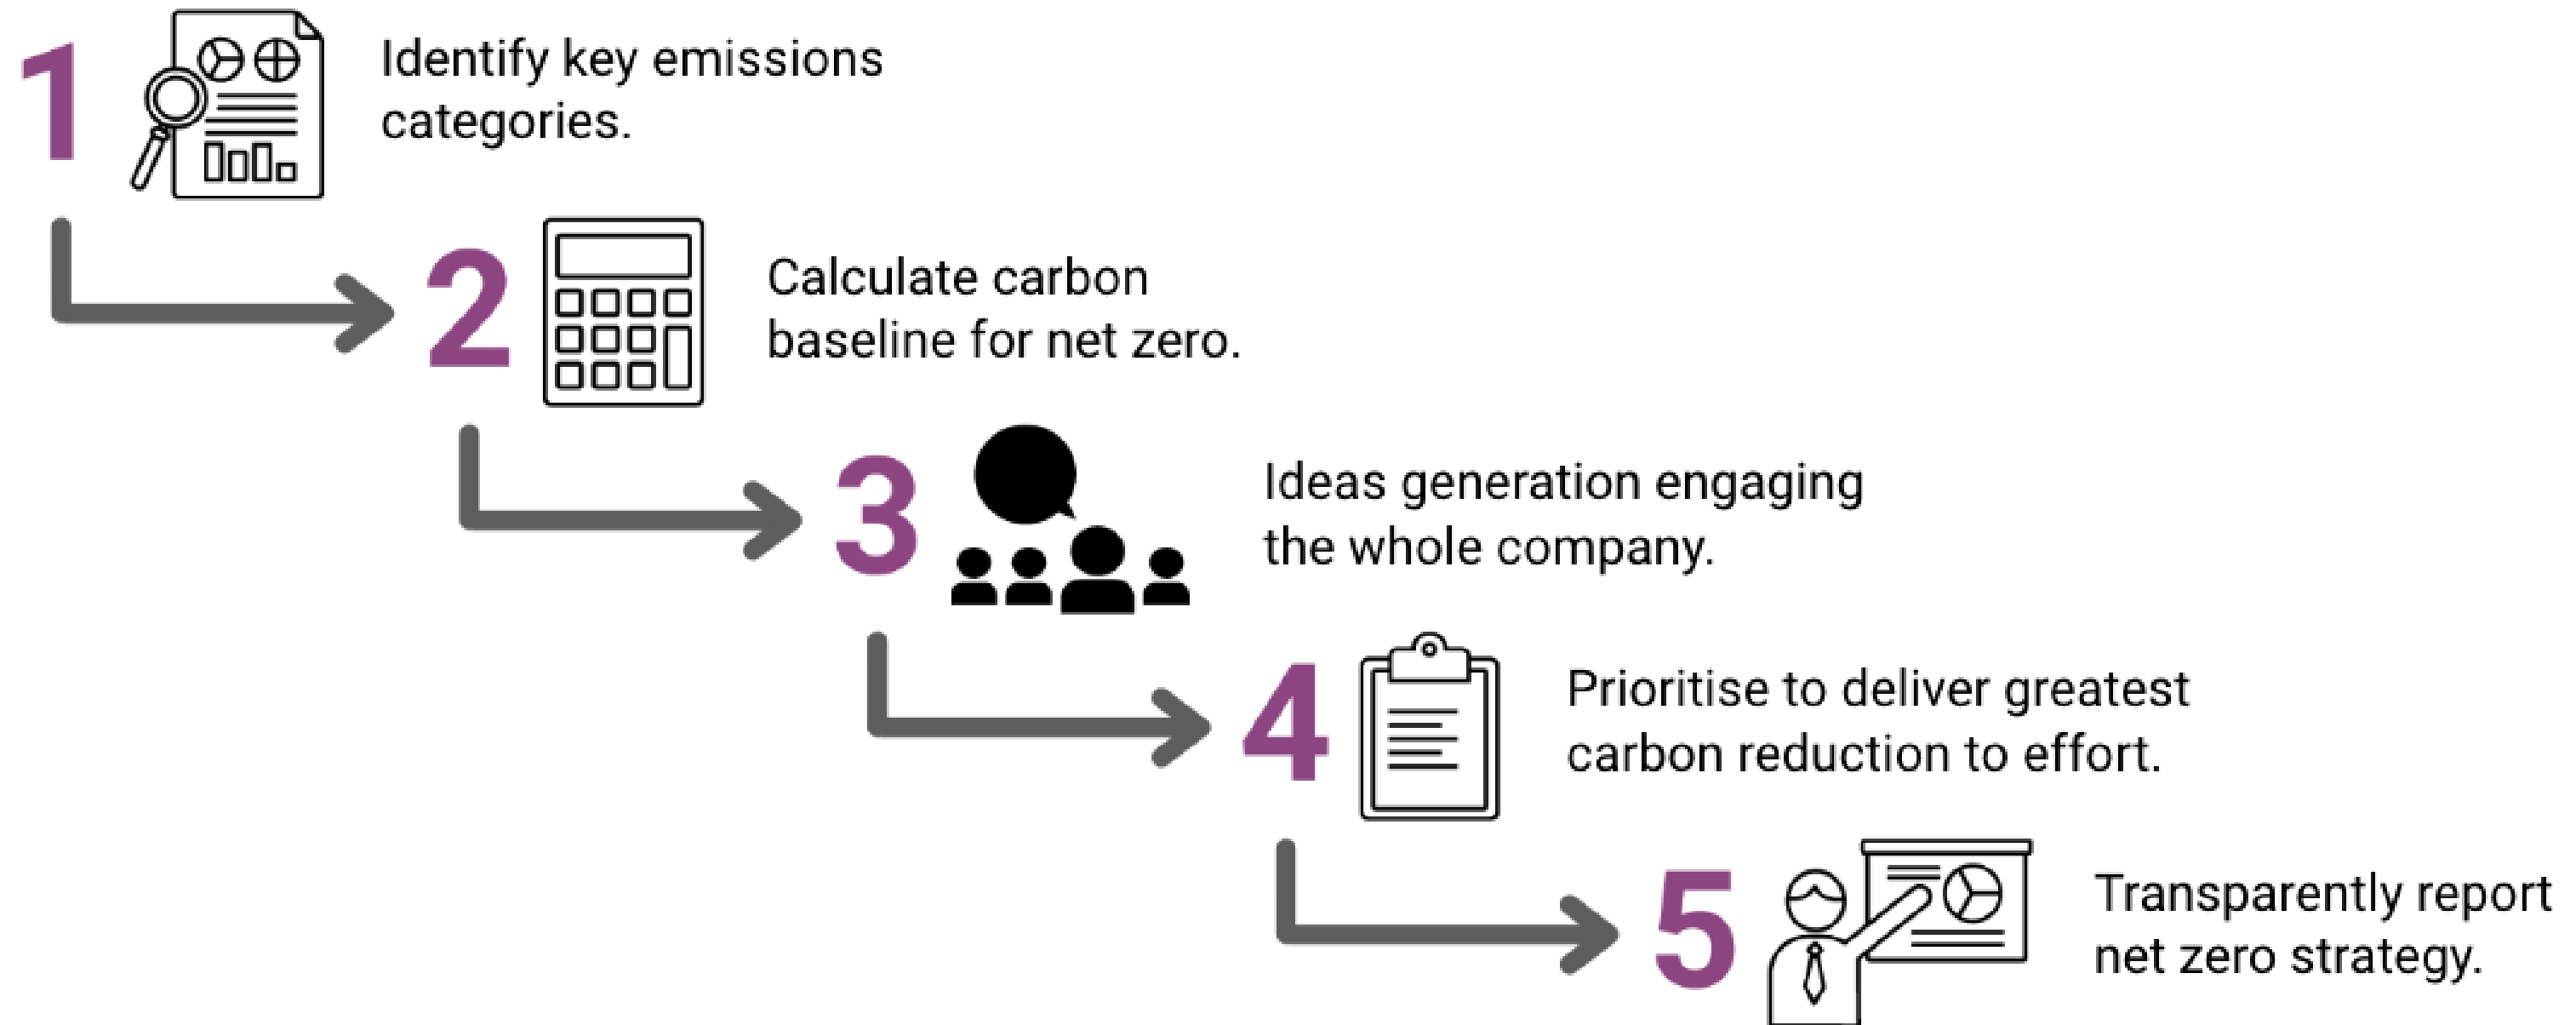 1
Identify key emissions
categories.
2
Calculate carbon
baseline for net zero.
3
Ideas generation engaging
the whole company.
4
Prioritise to deliver greatest
carbon reduction to effort.
5
Transparently report
net zero strategy.